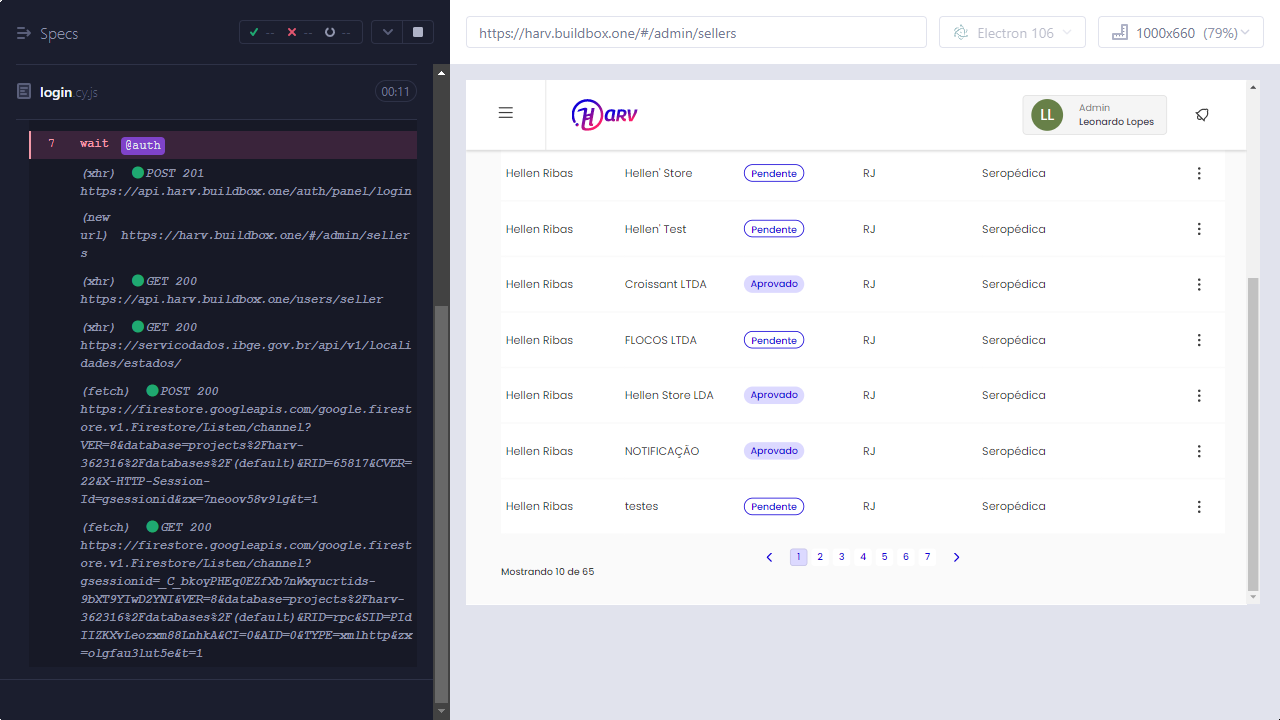 Specs
-- -- --
login.cy.js 00:11
7 wait @auth
(xhr) POST 201
https://api.harv.buildbox.one/auth/panel/login
(new
url) https://harv.buildbox.one/#/admin/seller
s
(xhr) GET 200
https://api.harv.buildbox.one/users/seller
(xhr) GET 200
https://servicodados.ibge.gov.br/api/v1/locali
dades/estados/
(fetch) POST 200
https://firestore.googleapis.com/google.firest
ore.v1.Firestore/Listen/channel?
VER=8&database=projects%2Fharv-
362316%2Fdatabases%2F(default)&RID=65817&CVER=
22&X-HTTP-Session-
Id=gsessionid&zx=7neoov58v9lg&t=1
(fetch) GET 200
https://firestore.googleapis.com/google.firest
ore.v1.Firestore/Listen/channel?
gsessionid=_C_bkoyPHEq0EZfXb7nWxyucrtids-
9bXT9YIwD2YNI&VER=8&database=projects%2Fharv-
362316%2Fdatabases%2F(default)&RID=rpc&SID=PId
IIZKXvLeozxm88LnhkA&CI=0&AID=0&TYPE=xmlhttp&zx
=olgfau3lut5e&t=1
https://harv.buildbox.one/#/admin/sellers
Electron 106
1000x660 (79%)
HARV
LL
Admin
Leonardo Lopes
Hellen Ribas Hellen' Store Pendente RJ Seropédica
Hellen Ribas Hellen' Test Pendente RJ Seropédica
Hellen Ribas Croissant LTDA Aprovado RJ Seropédica
Hellen Ribas FLOCOS LTDA Pendente RJ Seropédica
Hellen Ribas Hellen Store LDA Aprovado RJ Seropédica
Hellen Ribas NOTIFICAÇÃO Aprovado RJ Seropédica
Hellen Ribas testes Pendente RJ Seropédica
1 2 3 4 5 6 7
Mostrando 10 de 65